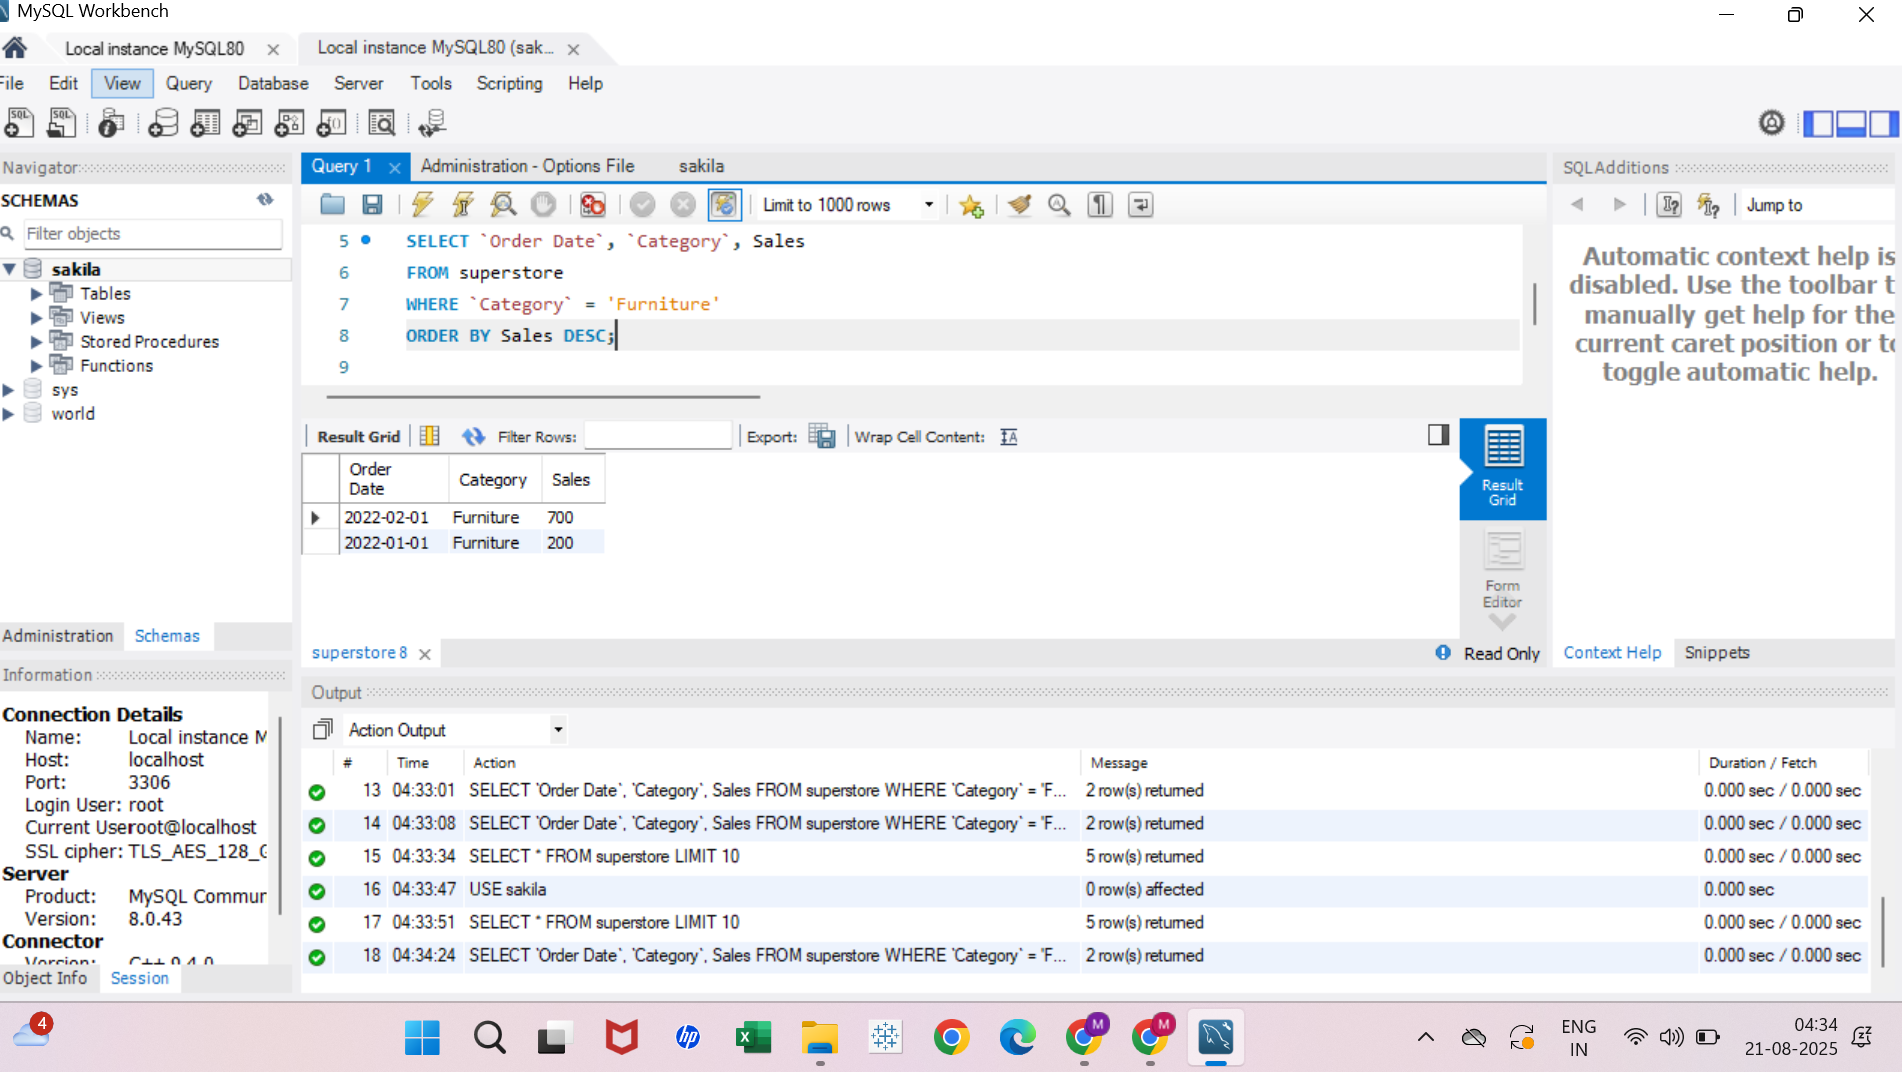 MySQL Workbench
Local instance MySQL80
Local instance MySQL80 (sak...
File Edit View Query Database Server Tools Scripting Help
Navigator
SCHEMAS
Filter objects
sakila
Tables
Views
Stored Procedures
Functions
sys
world
Administration Schemas
Information
Connection Details
Name: Local instance M
Host: localhost
Port: 3306
Login User: root
Current User root@localhost
SSL cipher: TLS_AES_128_G
Server
Product: MySQL Commur
Version: 8.0.43
Connector
Version: C++ 9.4.0
Object Info Session
Query 1 Administration - Options File sakila
Limit to 1000 rows
5 SELECT `Order Date`, `Category`, Sales
6 FROM superstore
7 WHERE `Category` = 'Furniture'
8 ORDER BY Sales DESC;
9
Result Grid Filter Rows: Export: Wrap Cell Content:
Order Date Category Sales
2022-02-01 Furniture 700
2022-01-01 Furniture 200
Result Grid
Form Editor
superstore 8
Read Only
SQLAdditions
Jump to
Automatic context help is
disabled. Use the toolbar t
manually get help for the
current caret position or to
toggle automatic help.
Context Help Snippets
Output
Action Output
# Time Action Message Duration / Fetch
13 04:33:01 SELECT `Order Date`, `Category`, Sales FROM superstore WHERE `Category` = 'F... 2 row(s) returned 0.000 sec / 0.000 sec
14 04:33:08 SELECT `Order Date`, `Category`, Sales FROM superstore WHERE `Category` = 'F... 2 row(s) returned 0.000 sec / 0.000 sec
15 04:33:34 SELECT * FROM superstore LIMIT 10 5 row(s) returned 0.000 sec / 0.000 sec
16 04:33:47 USE sakila 0 row(s) affected 0.000 sec
17 04:33:51 SELECT * FROM superstore LIMIT 10 5 row(s) returned 0.000 sec / 0.000 sec
18 04:34:24 SELECT `Order Date`, `Category`, Sales FROM superstore WHERE `Category` = 'F... 2 row(s) returned 0.000 sec / 0.000 sec
4
hp
M
M
ENG
IN
04:34
21-08-2025